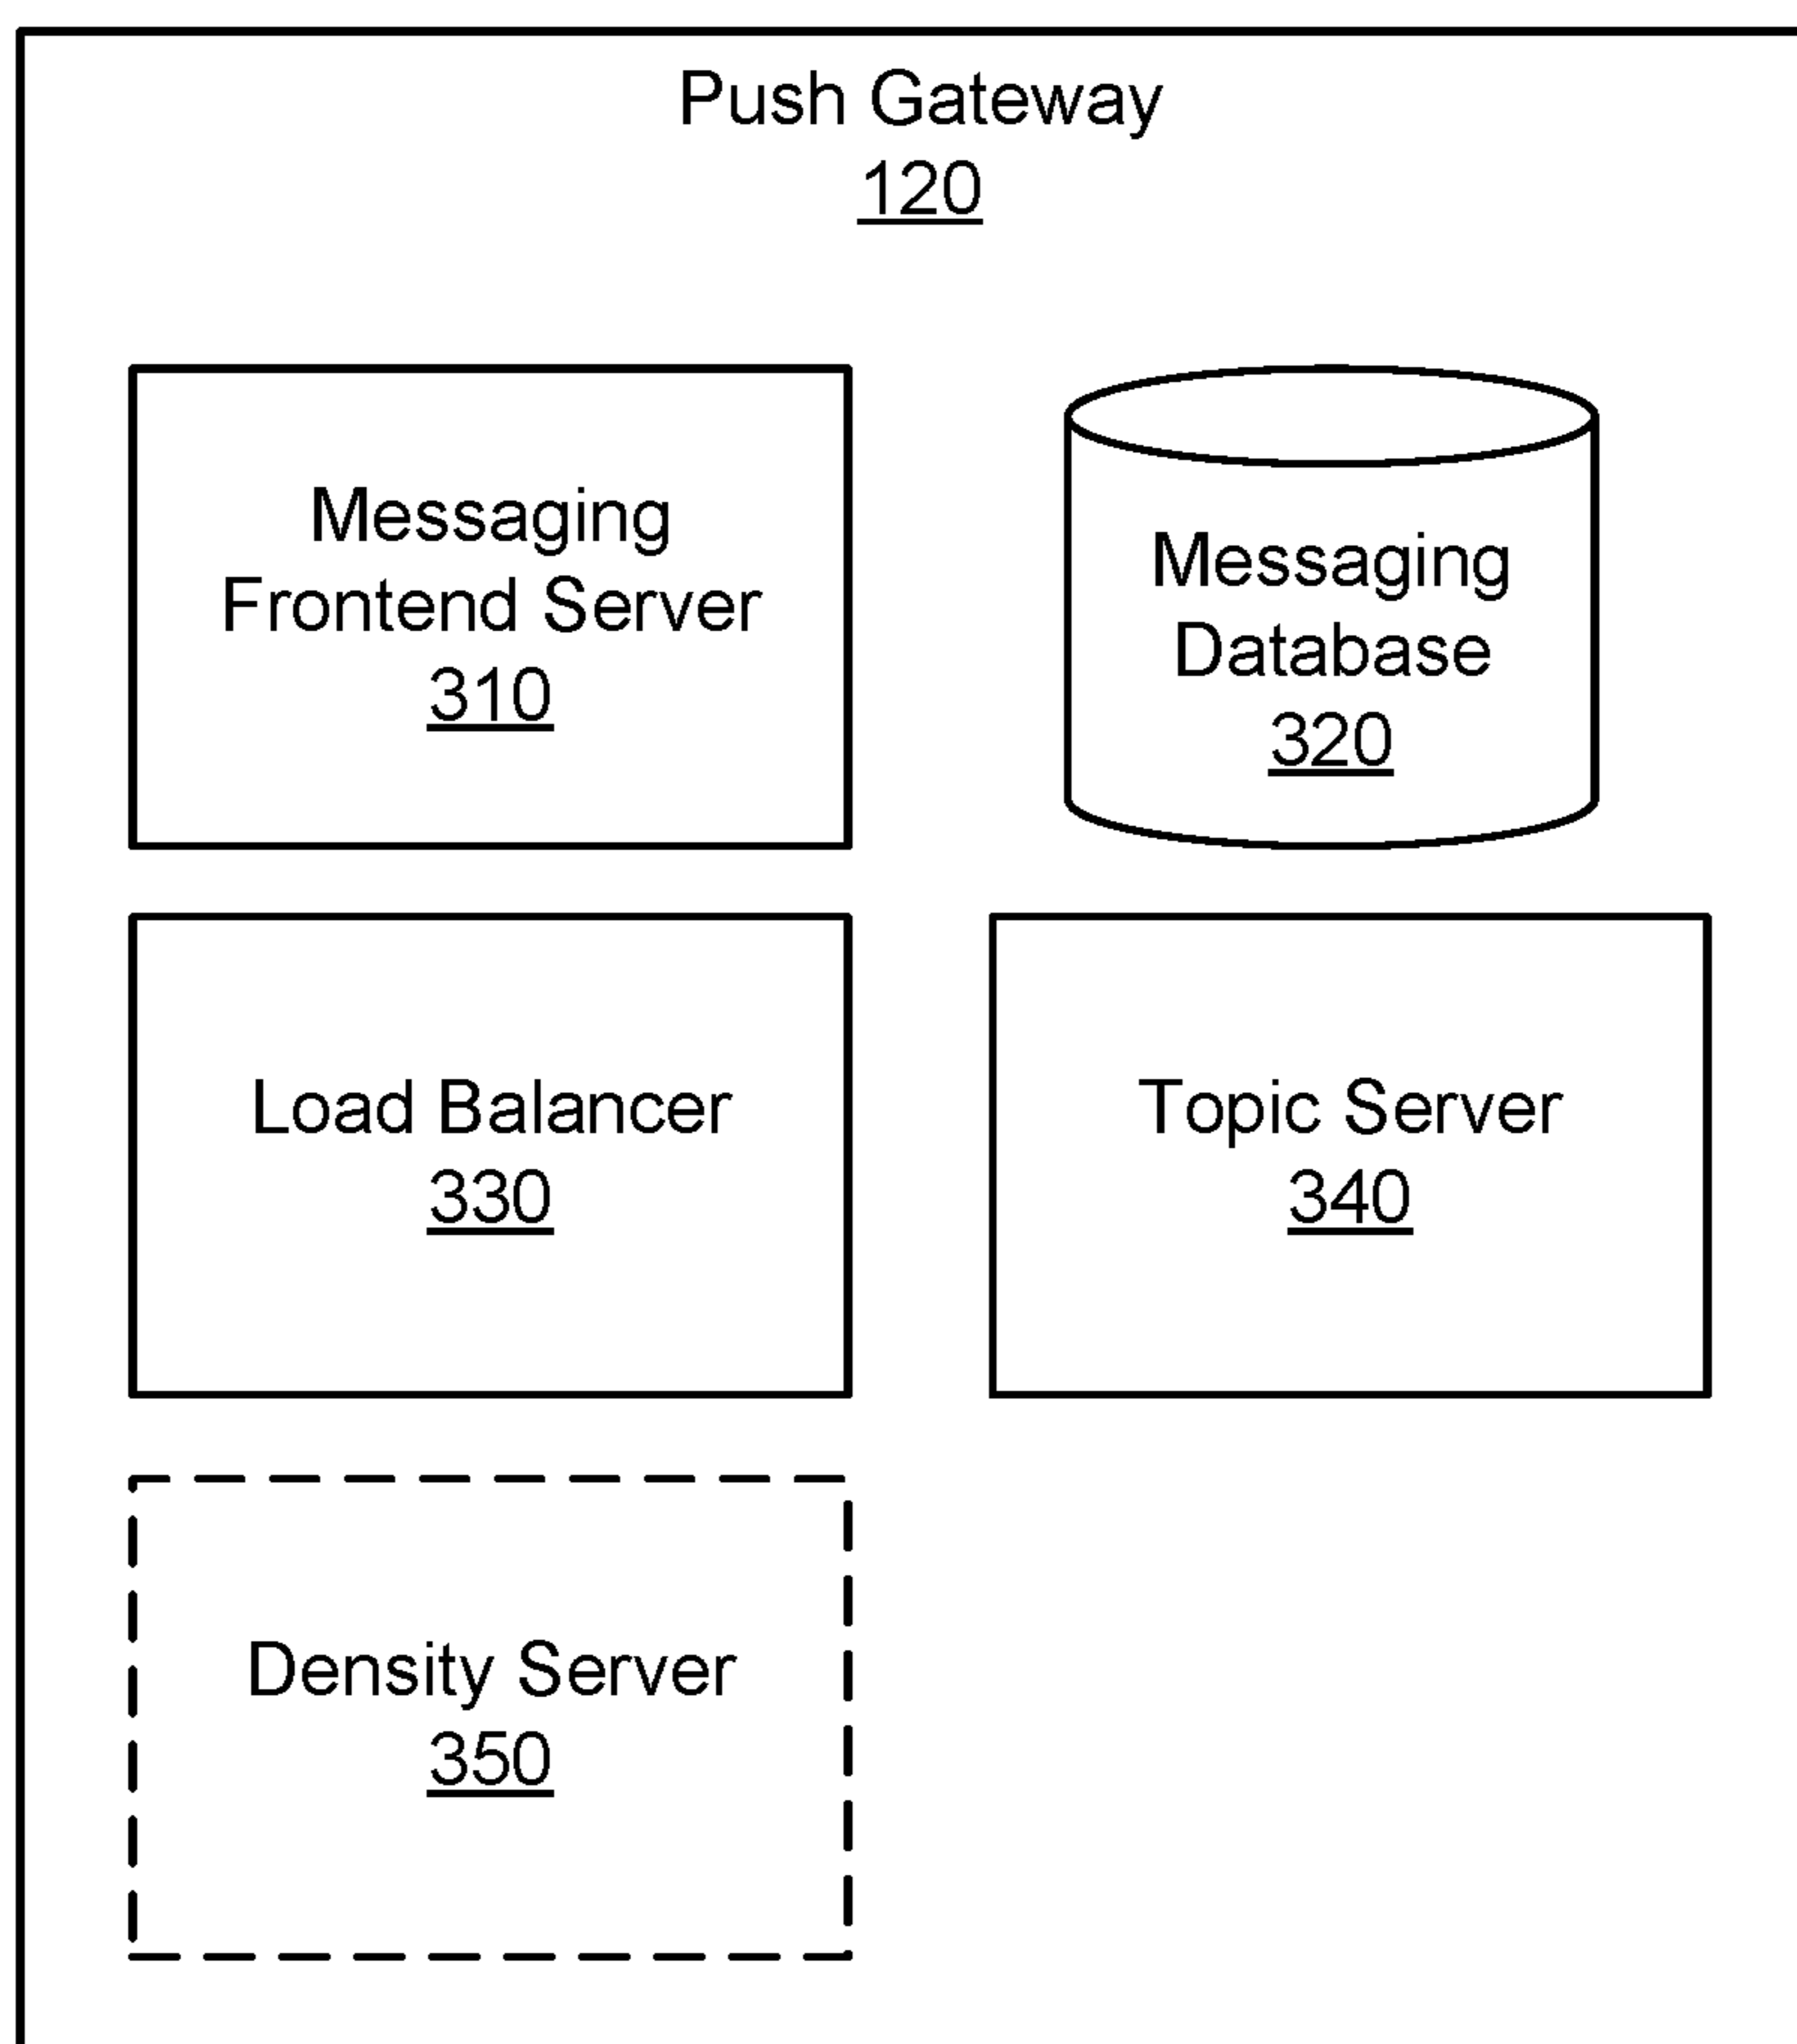 Push Gateway
120
Messaging
Frontend Server
310
Messaging
Database
320
Load Balancer
330
Topic Server
340
Density Server
350